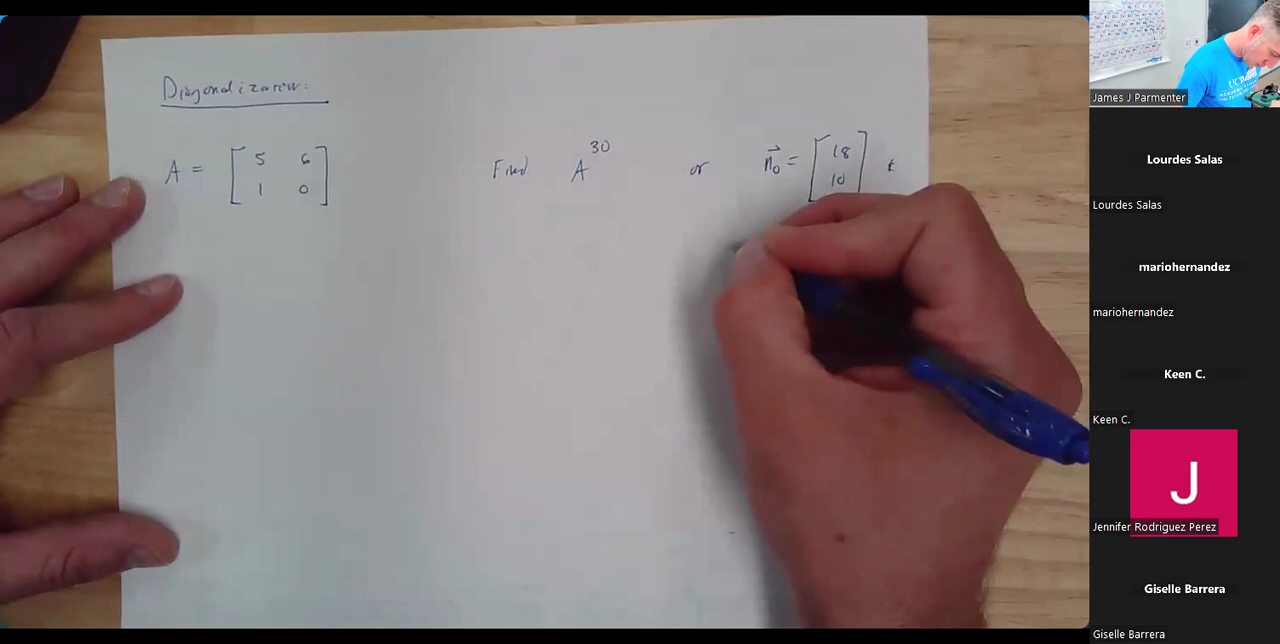 Diagonalization:
A = [5 6
1 0] Find A^30 or n⃗₀ = [18
10] t
UC
James J Parmenter
Lourdes Salas
Lourdes Salas
mariohernandez
mariohernandez
Keen C.
Keen C.
J
Jennifer Rodriguez Perez
Giselle Barrera
Giselle Barrera